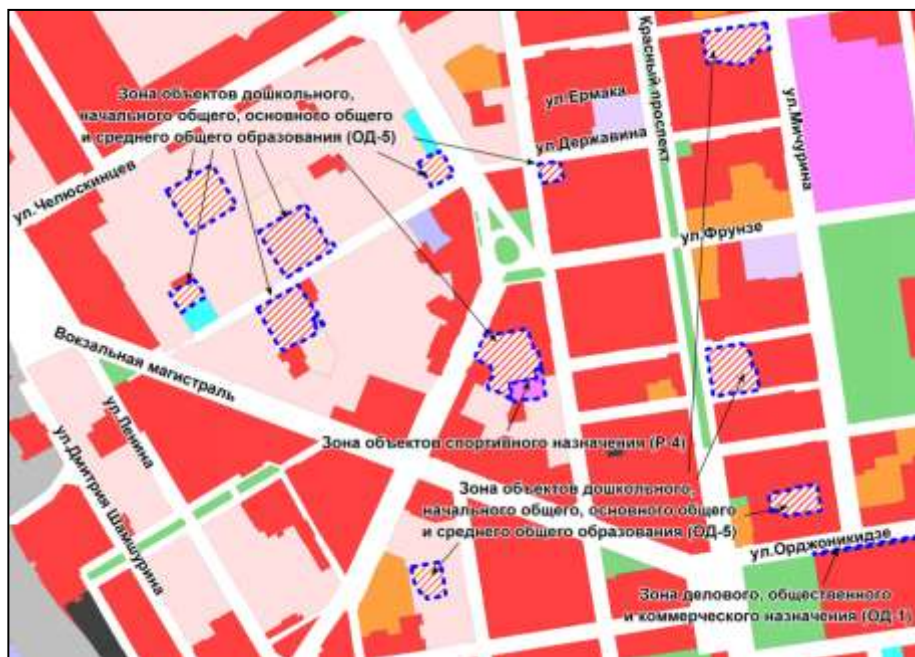 Красный проспект
ул.Мичурина
Зона объектов дошкольного,
начального общего, основного общего
и среднего общего образования (ОД-5)
ул.Ермака
ул.Державина
ул.Челюскинцев
ул.Фрунзе
Вокзальная магистраль
ул.Ленина
ул.Дмитрия Шамшурина
Зона объектов спортивного назначения (Р-4)
Зона объектов дошкольного,
начального общего, основного общего
и среднего общего образования (ОД-5)
ул.Орджоникидзе
Зона делового, общественного
и коммерческого назначения (ОД-1)